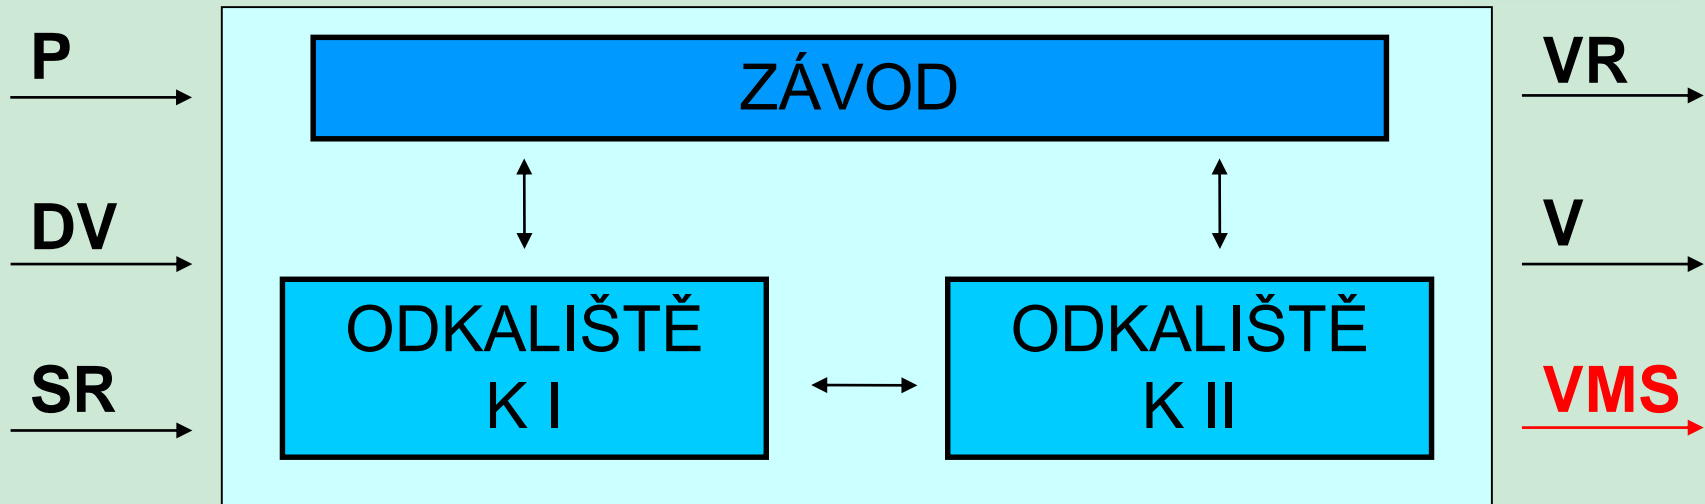 P
DV
SR
ZÁVOD
ODKALIŠTĚ
K I
ODKALIŠTĚ
K II
VR
V
VMS